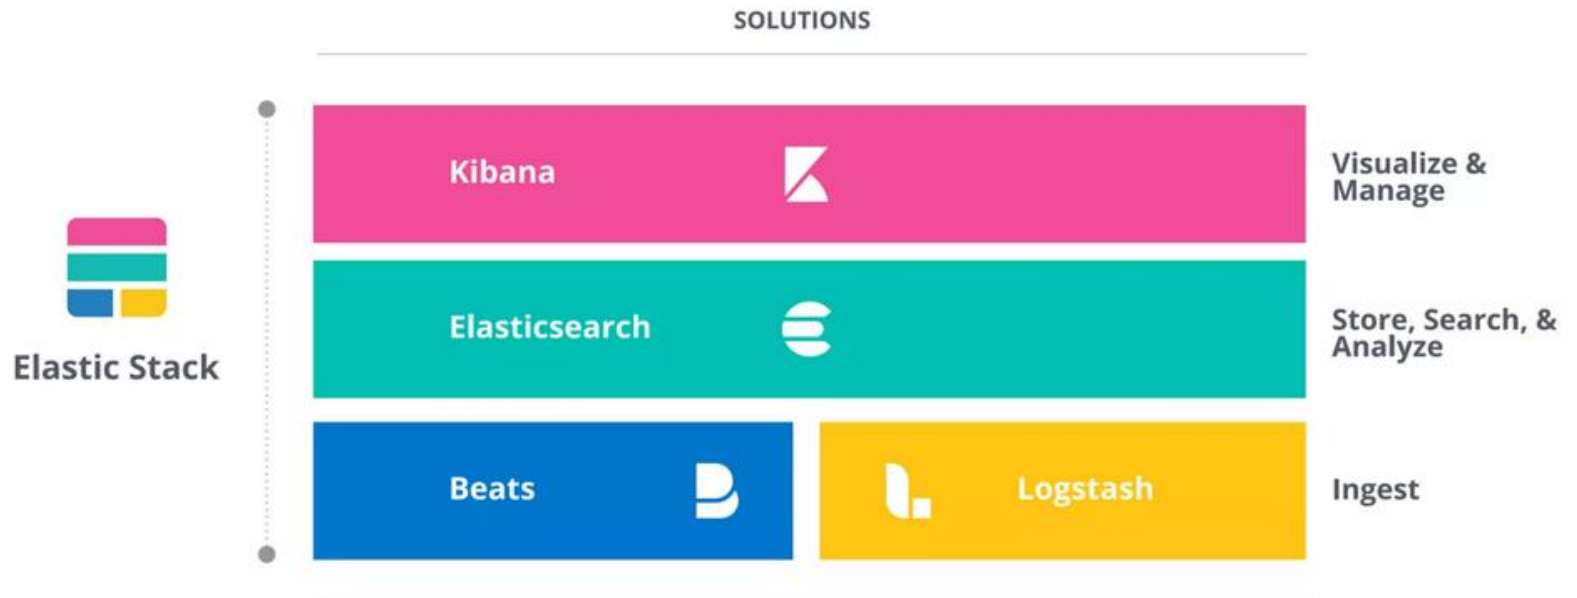 SOLUTIONS
Kibana
Visualize &
Manage
Elastic Stack
Elasticsearch
Store, Search, &
Analyze
Beats
Logstash
Ingest